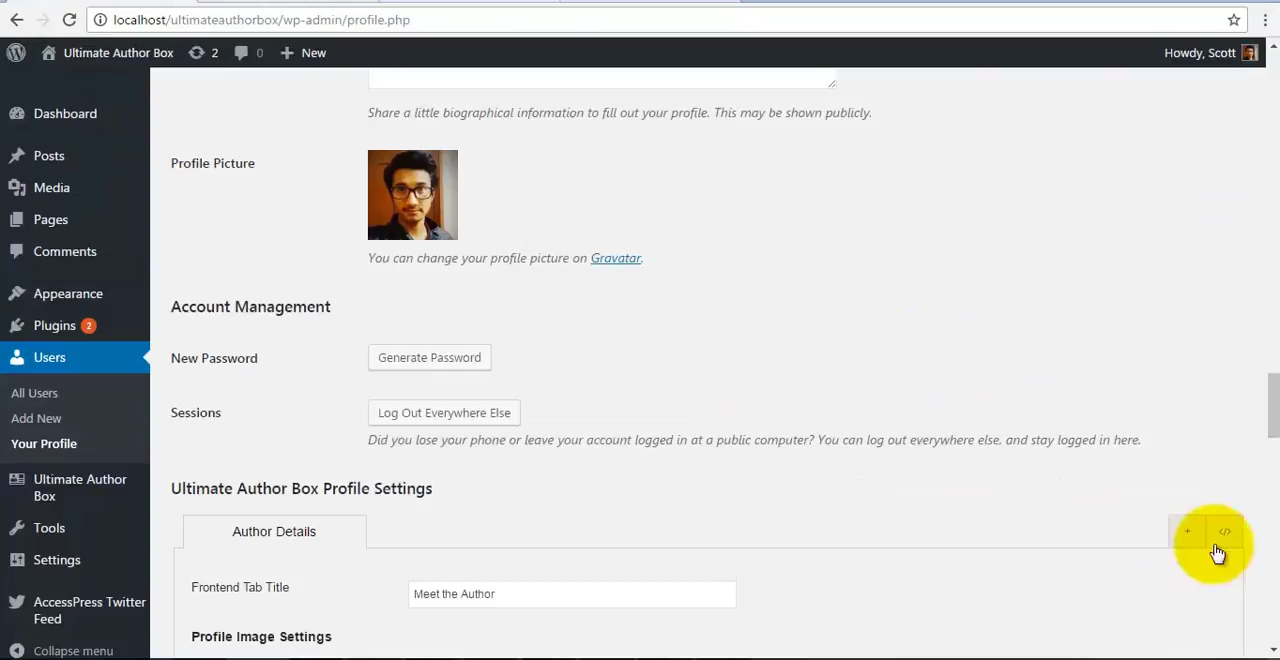 localhost/ultimateauthorbox/wp-admin/profile.php
Ultimate Author Box 2 0 + New Howdy, Scott
Share a little biographical information to fill out your profile. This may be shown publicly.
Profile Picture
You can change your profile picture on Gravatar.
Account Management
New Password Generate Password
Sessions Log Out Everywhere Else
Did you lose your phone or leave your account logged in at a public computer? You can log out everywhere else, and stay logged in here.
Ultimate Author Box Profile Settings
Author Details + </>
Frontend Tab Title Meet the Author
Profile Image Settings
Dashboard
Posts
Media
Pages
Comments
Appearance
Plugins 2
Users
All Users
Add New
Your Profile
Ultimate Author
Box
Tools
Settings
AccessPress Twitter
Feed
Collapse menu